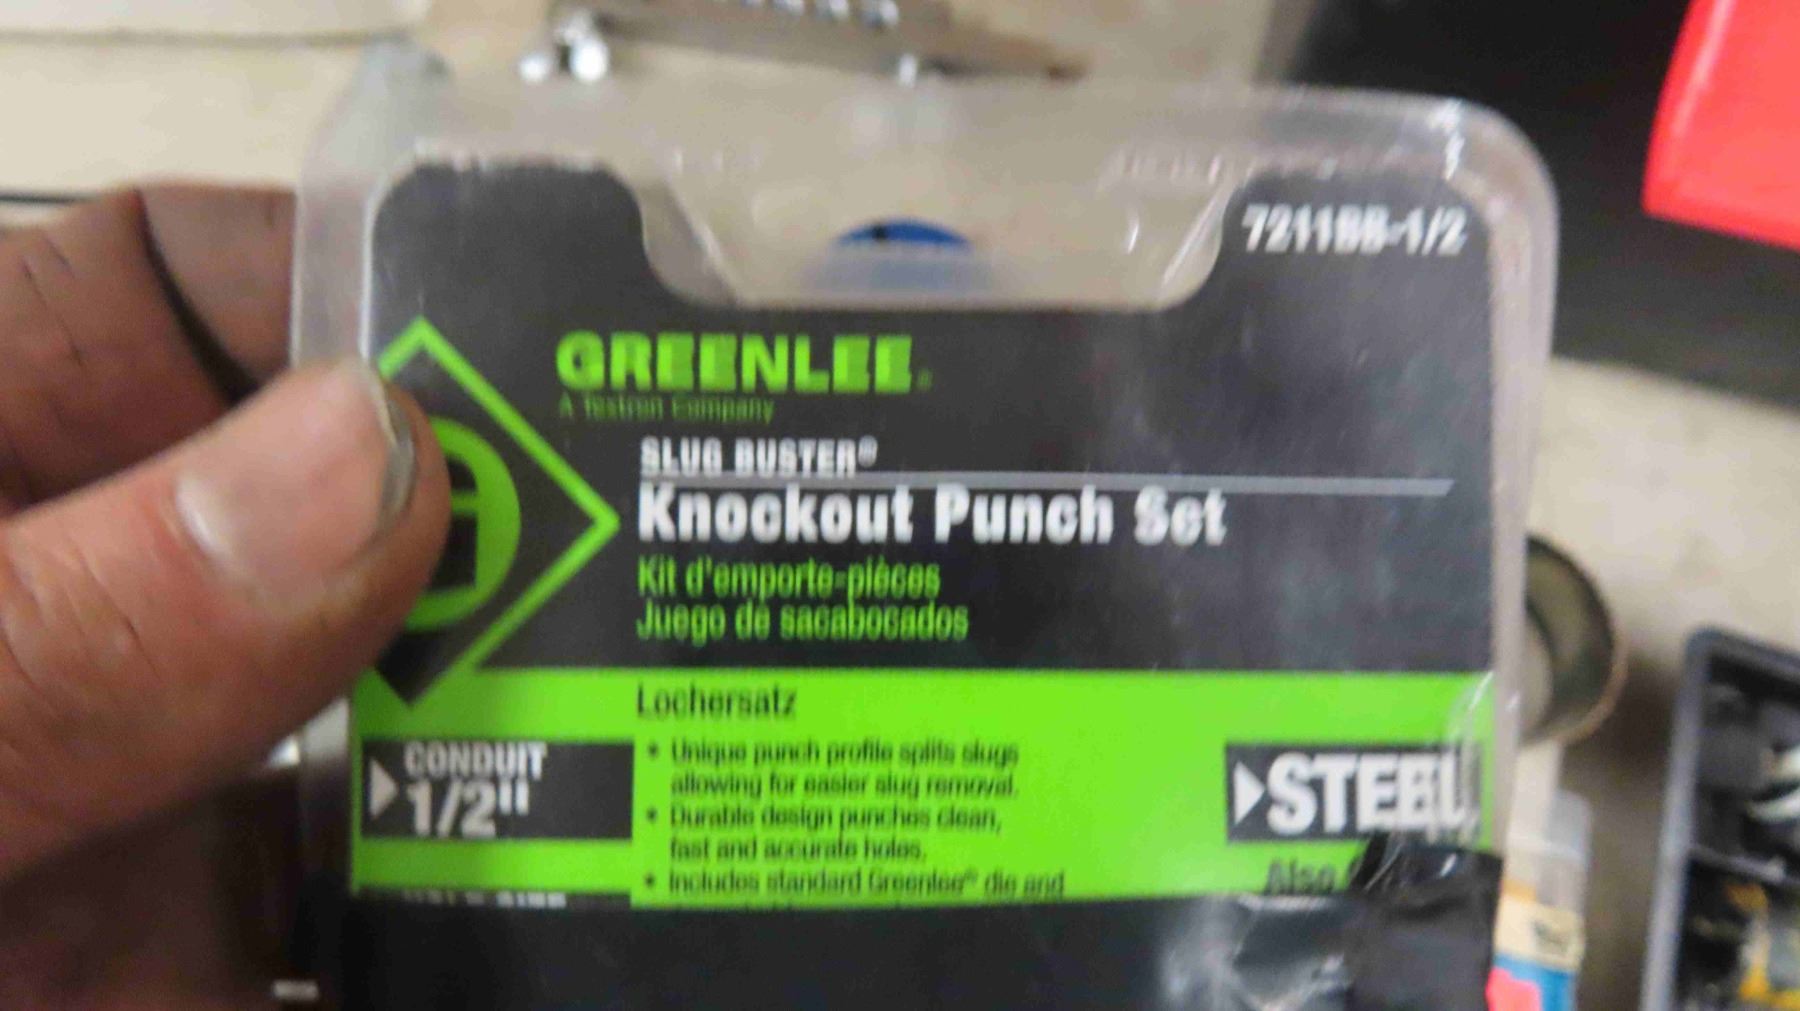 7211BB-1/2
GREENLEE®
A Textron Company
SLUG BUSTER®
Knockout Punch Set
Kit d'emporte-pièces
Juego de sacabocados
Lochersatz
CONDUIT
1/2"
• Unique punch profile splits slugs
allowing for easier slug removal.
• Durable design punches clean,
fast and accurate holes.
• Includes standard Greenlee® die and
STEEL
Also